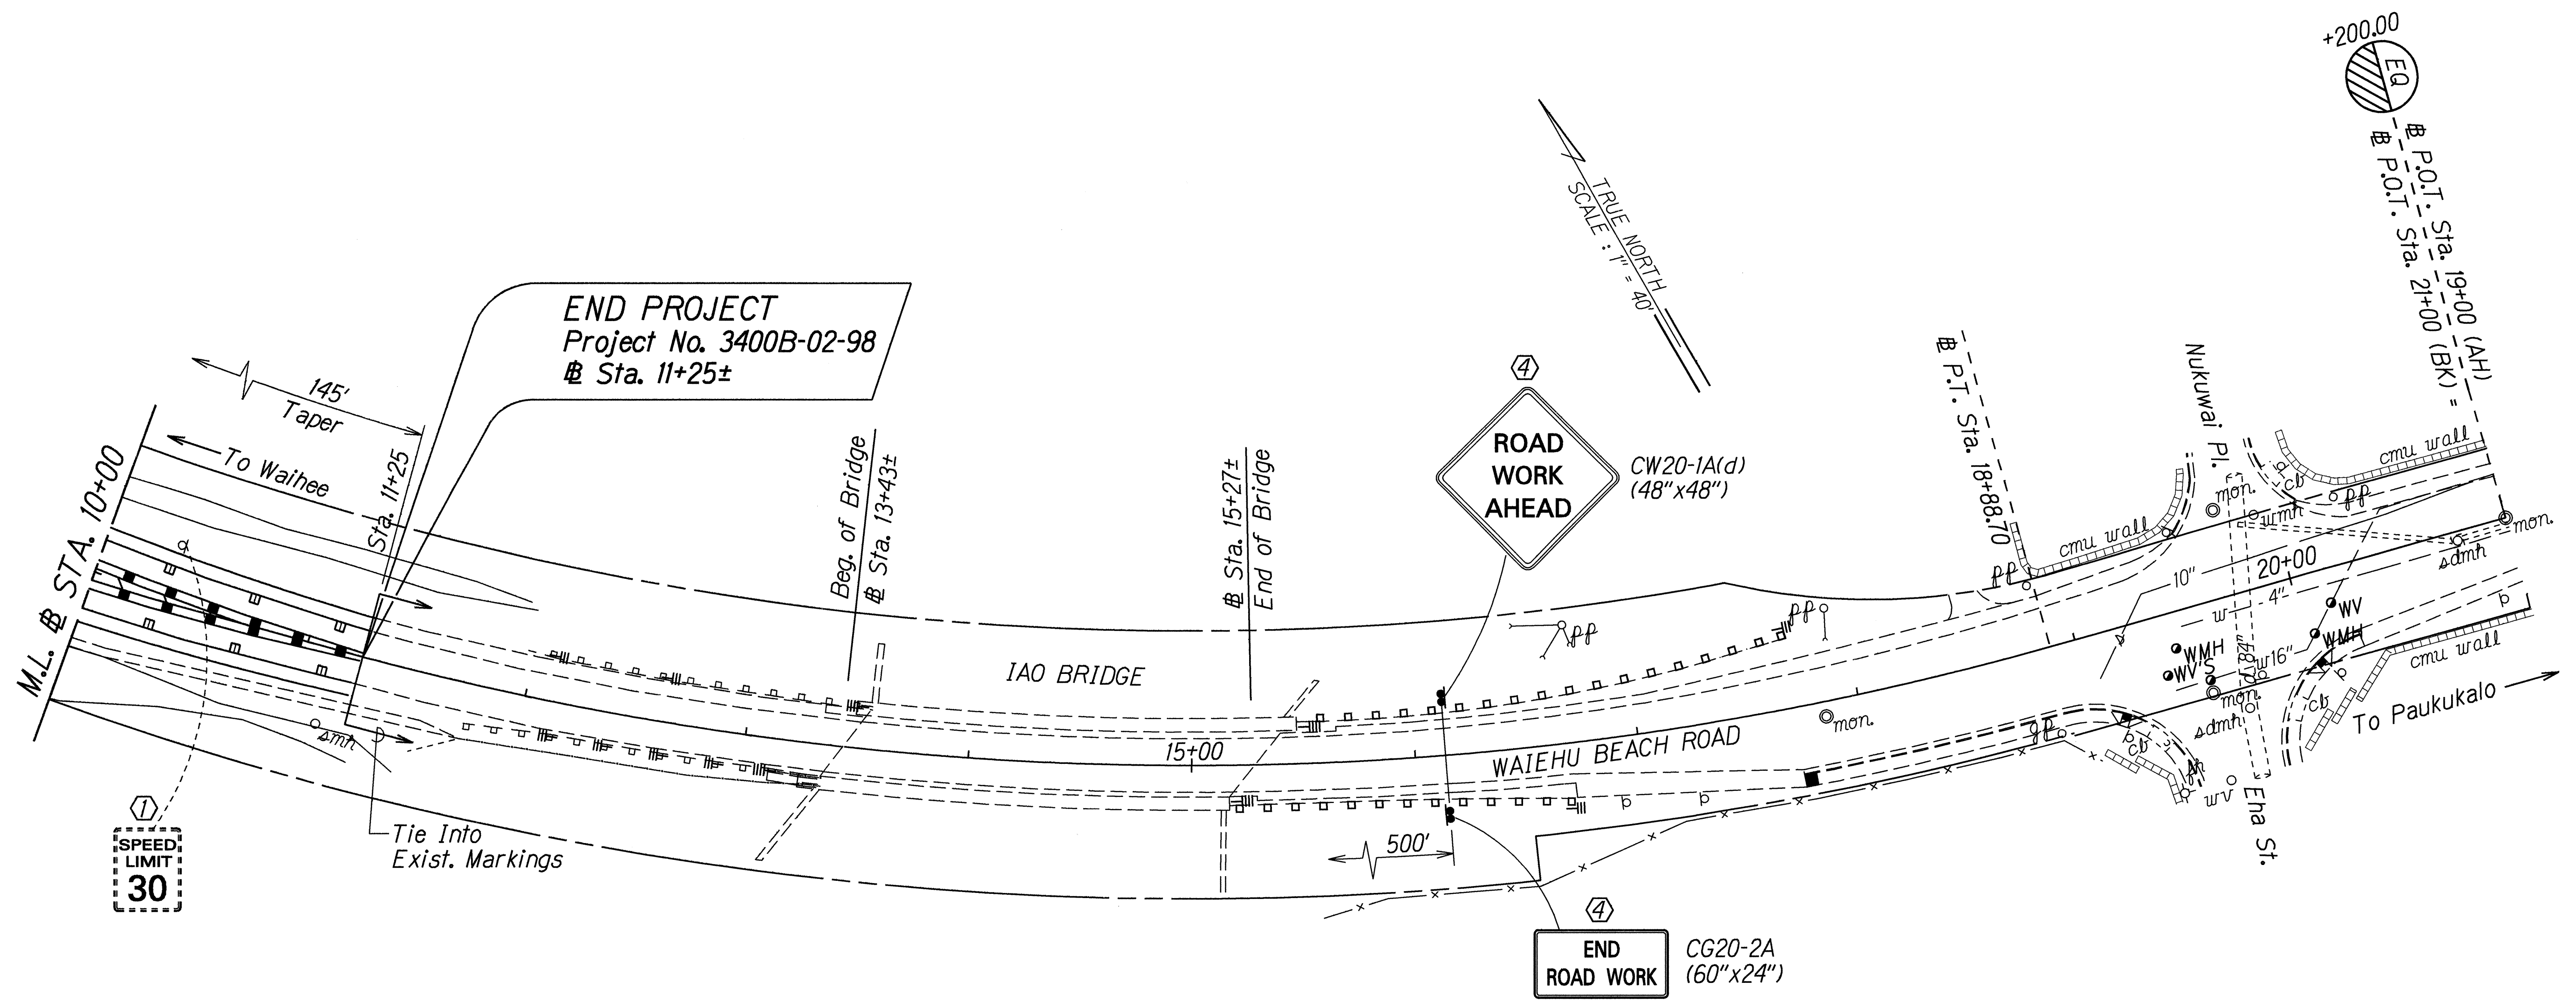 +200.00
EQ
℄ P.O.T. Sta. 19+00 (AH)
℄ P.O.T. Sta. 21+00 (BK) =
TRUE NORTH
SCALE : 1" = 40'
END PROJECT
Project No. 3400B-02-98
℄ Sta. 11+25±
145'
Taper
To Waihee
Sta. 11+25
M.L. ℄ STA. 10+00
Beg. of Bridge
℄ Sta. 13+43±
℄ Sta. 15+27±
End of Bridge
4
ROAD
WORK
AHEAD
CW20-1A(d)
(48"x48")
℄ P.T. Sta. 18+88.70
Nukuwai Pl.
cmu wall
cmu wall
cb
pp
mon.
wmh
mon.
sdmh
pp
pp
pp
10"
20+00
w
4"
WV
WMH
WMH
WV'S
w16"
cmu wall
mon.
sdmh
cb
To Paukukalo
IAO BRIDGE
15+00
WAIEHU BEACH ROAD
mon.
gp
cb
wv
Eha St.
smh
Tie Into
Exist. Markings
1
SPEED
LIMIT
30
500'
4
END
ROAD WORK
CG20-2A
(60"x24")